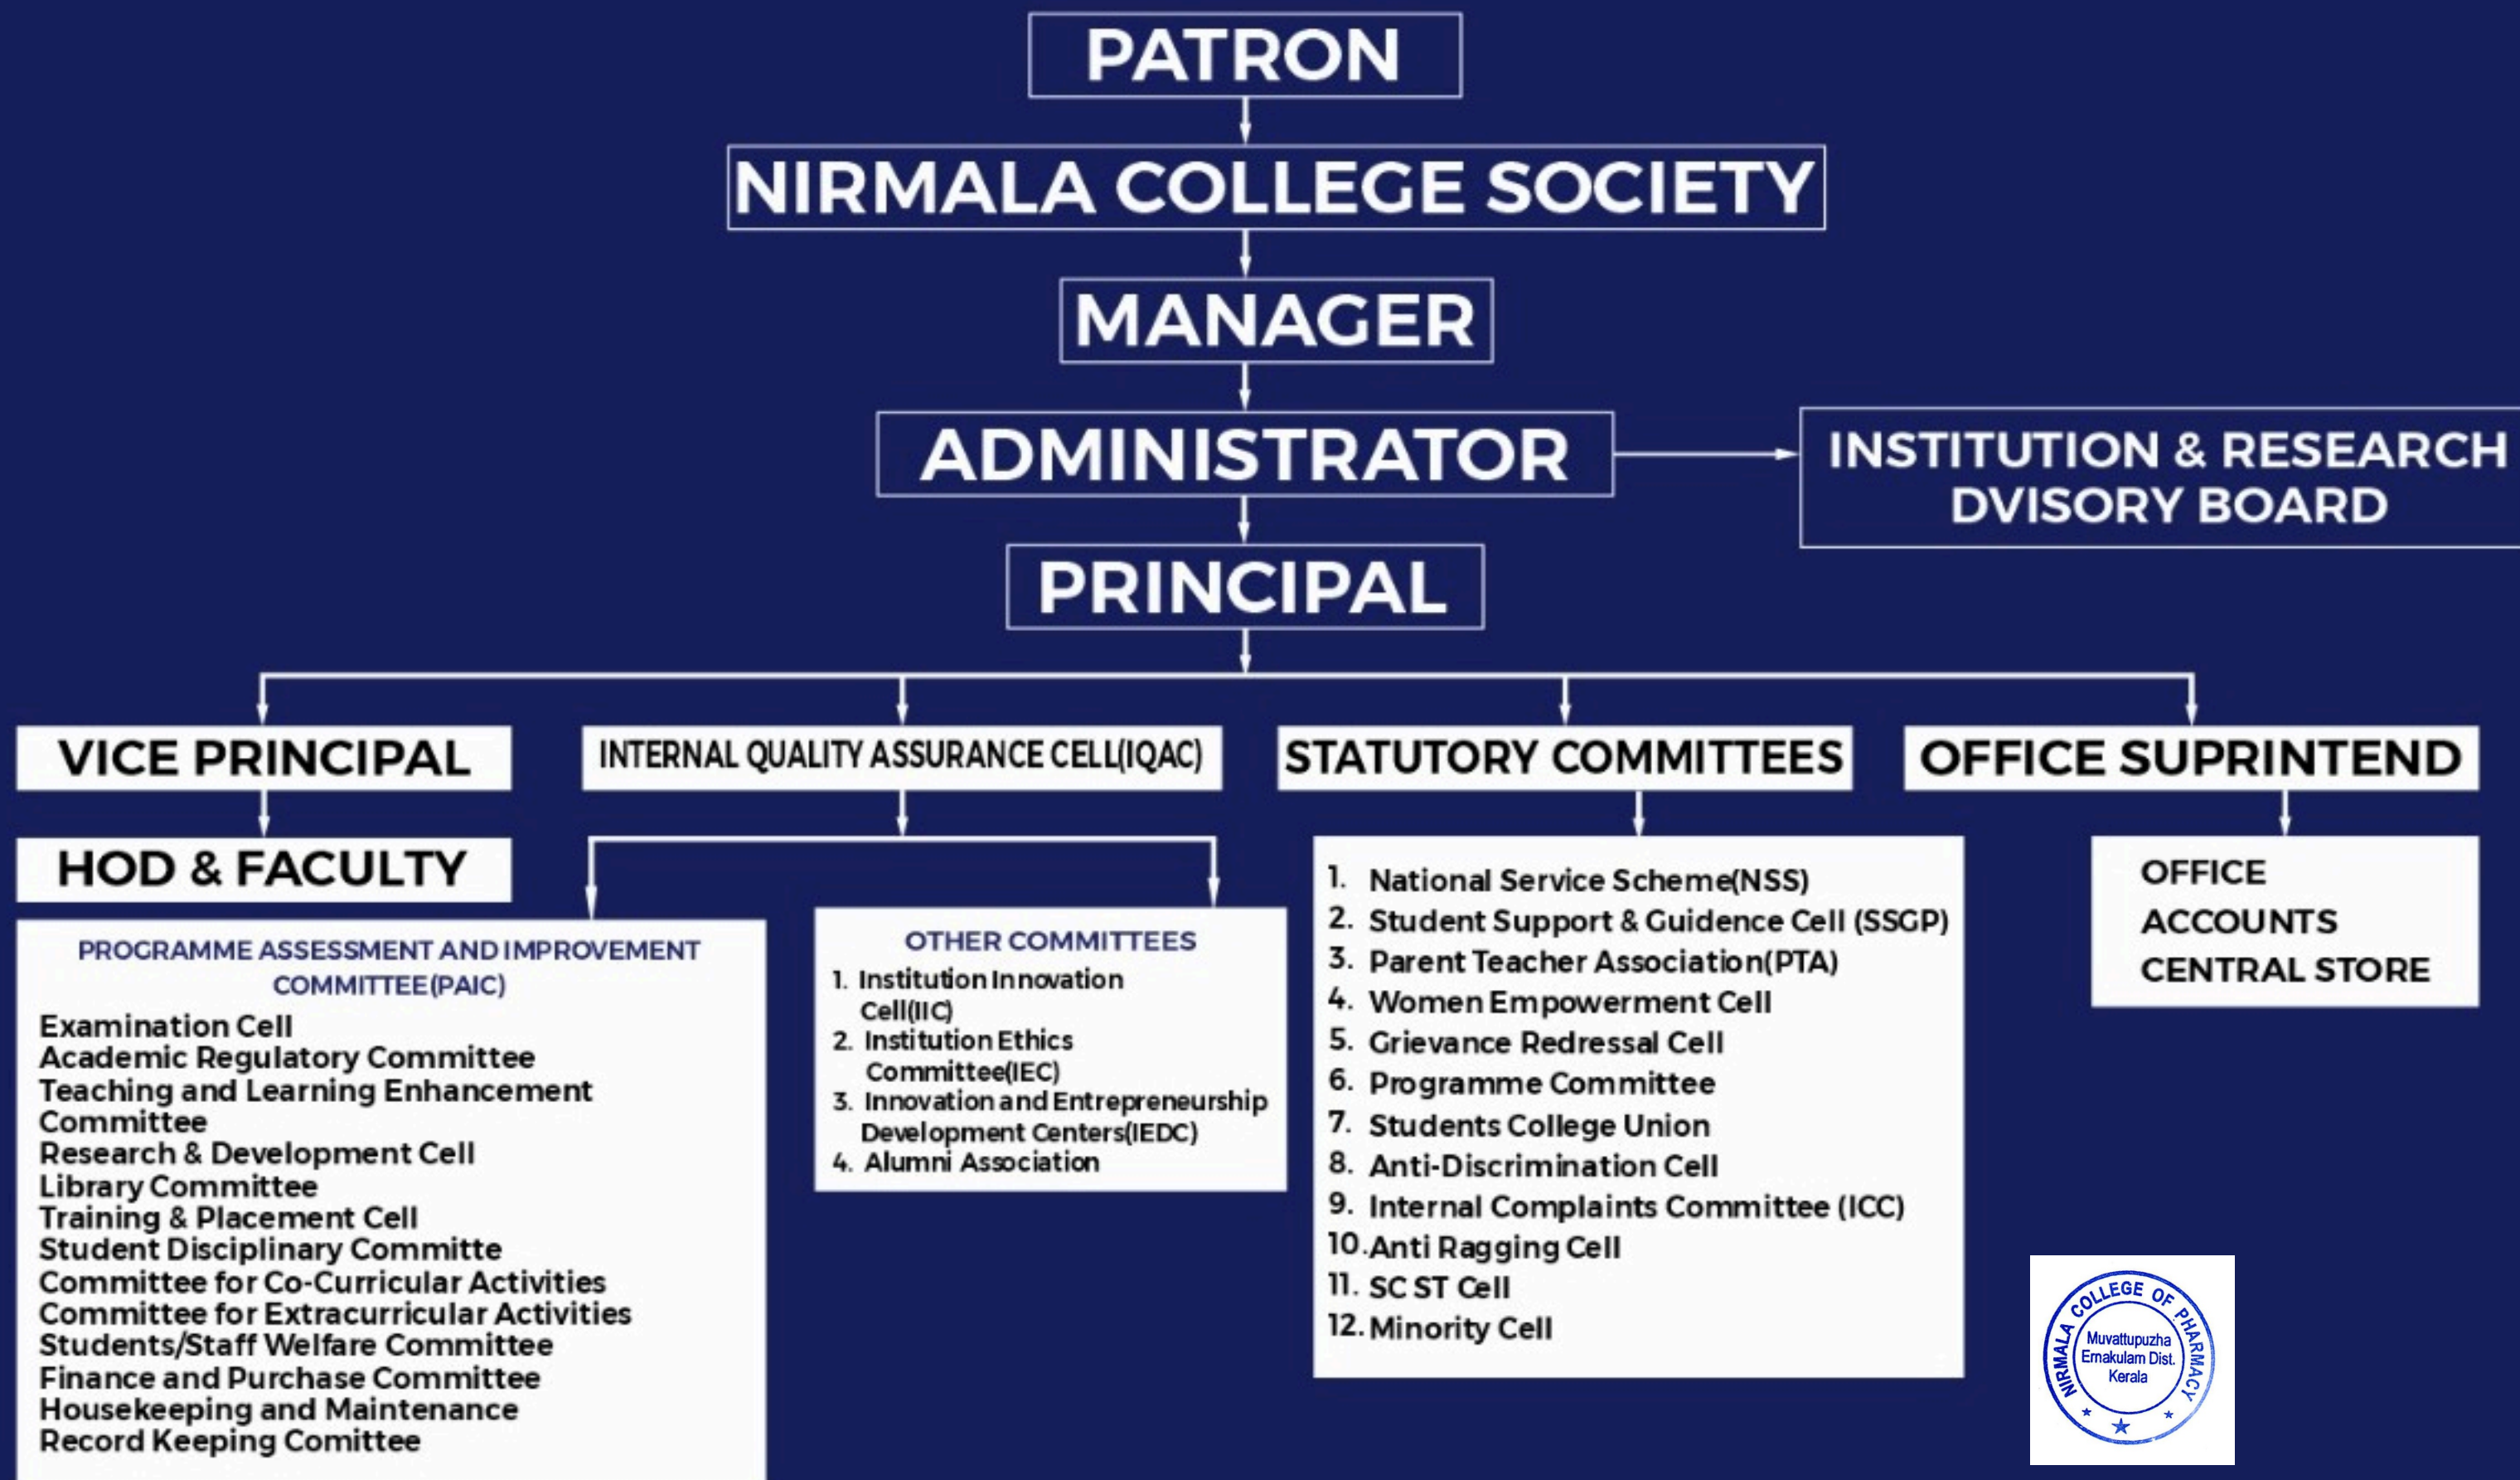 PATRON
NIRMALA COLLEGE SOCIETY
MANAGER
ADMINISTRATOR
INSTITUTION & RESEARCH
DVISORY BOARD
PRINCIPAL
VICE PRINCIPAL
INTERNAL QUALITY ASSURANCE CELL(IQAC)
STATUTORY COMMITTEES
OFFICE SUPRINTEND
HOD & FACULTY
PROGRAMME ASSESSMENT AND IMPROVEMENT
COMMITTEE(PAIC)
Examination Cell
Academic Regulatory Committee
Teaching and Learning Enhancement
Committee
Research & Development Cell
Library Committee
Training & Placement Cell
Student Disciplinary Committe
Committee for Co-Curricular Activities
Committee for Extracurricular Activities
Students/Staff Welfare Committee
Finance and Purchase Committee
Housekeeping and Maintenance
Record Keeping Comittee
OTHER COMMITTEES
1. Institution Innovation
Cell(IIC)
2. Institution Ethics
Committee(IEC)
3. Innovation and Entrepreneurship
Development Centers(IEDC)
4. Alumni Association
1. National Service Scheme(NSS)
2. Student Support & Guidance Cell (SSGP)
3. Parent Teacher Association(PTA)
4. Women Empowerment Cell
5. Grievance Redressal Cell
6. Programme Committee
7. Students College Union
8. Anti-Discrimination Cell
9. Internal Complaints Committee (ICC)
10. Anti Ragging Cell
11. SC ST Cell
12. Minority Cell
OFFICE
ACCOUNTS
CENTRAL STORE
NIRMALA COLLEGE OF PHARMACY
Muvattupuzha
Ernakulam Dist.
Kerala